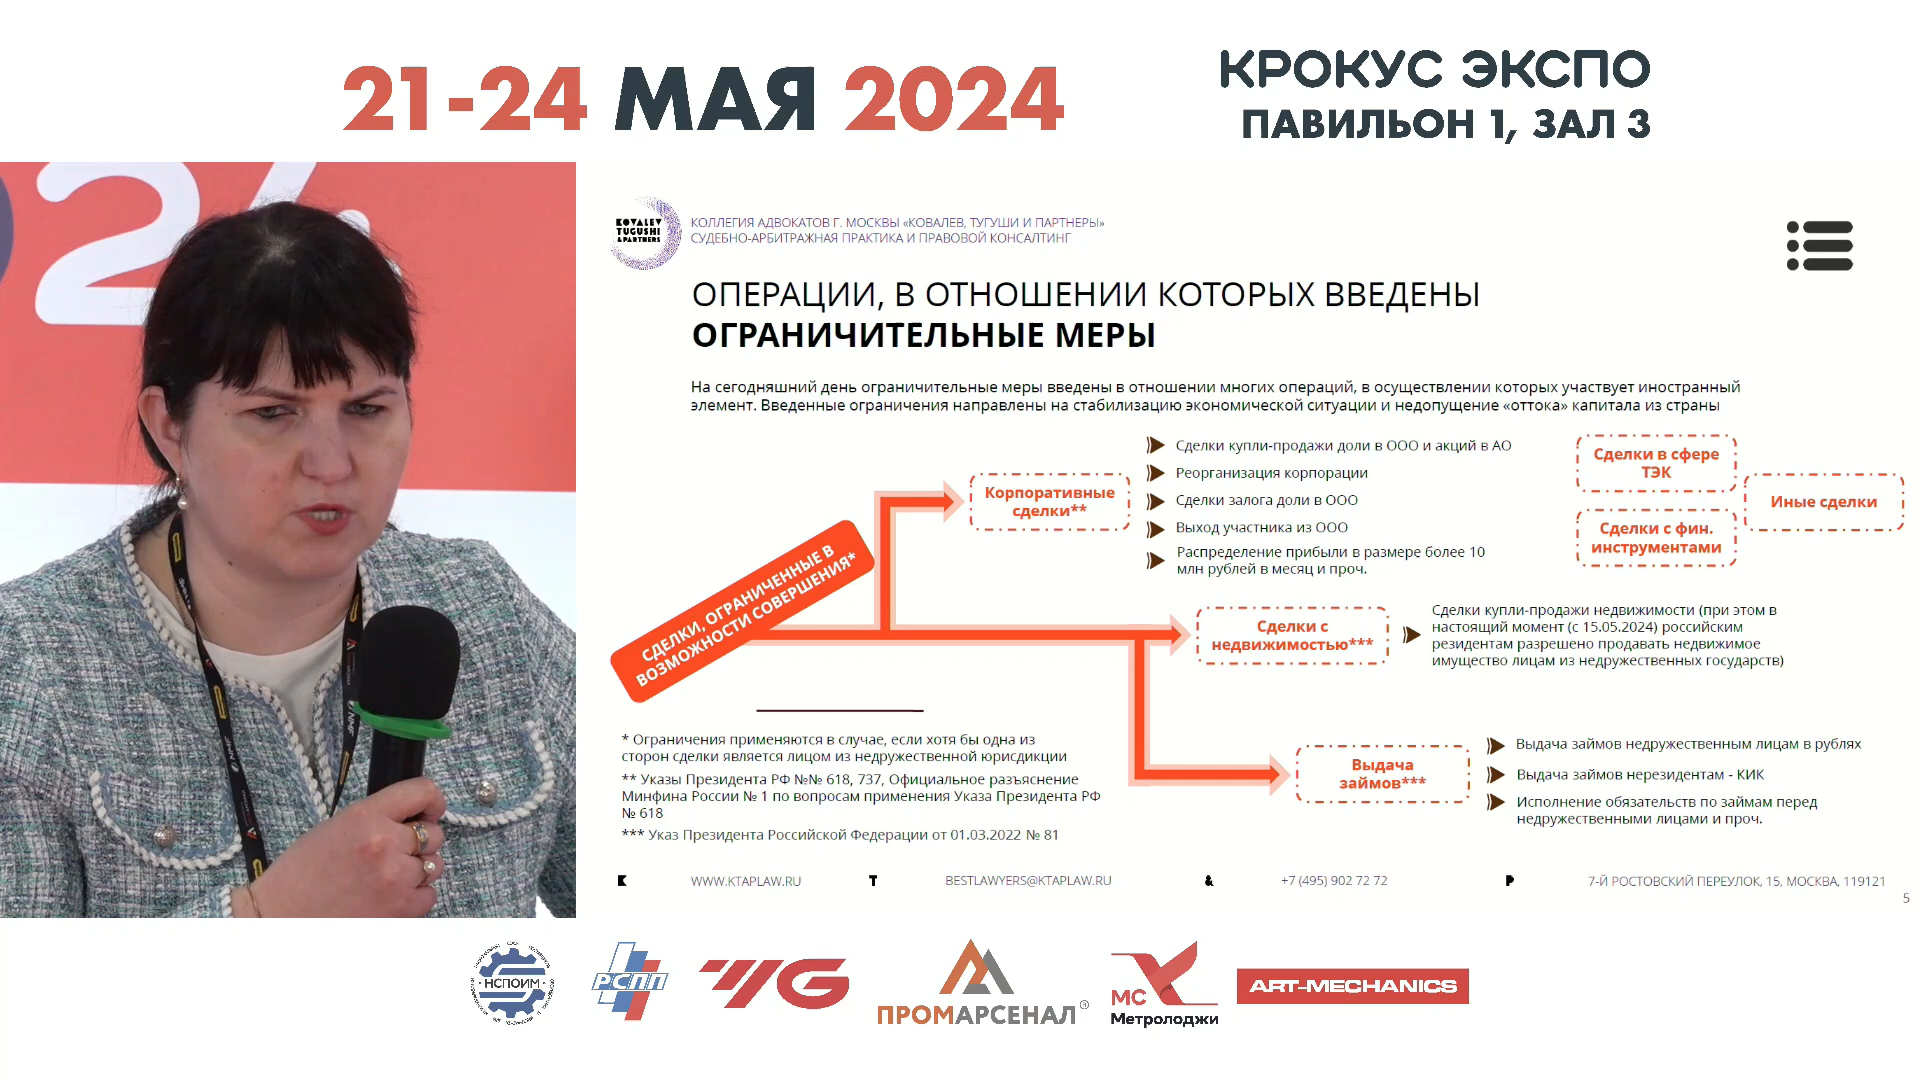 21-24 МАЯ 2024
КРОКУС ЭКСПО
ПАВИЛЬОН 1, ЗАЛ 3
KOVALEV
TUGUSHI
& PARTNERS
КОЛЛЕГИЯ АДВОКАТОВ Г. МОСКВЫ «КОВАЛЕВ, ТУГУШИ И ПАРТНЕРЫ»
СУДЕБНО-АРБИТРАЖНАЯ ПРАКТИКА И ПРАВОВОЙ КОНСАЛТИНГ
ОПЕРАЦИИ, В ОТНОШЕНИИ КОТОРЫХ ВВЕДЕНЫ
ОГРАНИЧИТЕЛЬНЫЕ МЕРЫ
На сегодняшний день ограничительные меры введены в отношении многих операций, в осуществлении которых участвует иностранный
элемент. Введенные ограничения направлены на стабилизацию экономической ситуации и недопущение «оттока» капитала из страны
СДЕЛКИ, ОГРАНИЧЕННЫЕ В
ВОЗМОЖНОСТИ СОВЕРШЕНИЯ*
Корпоративные
сделки**
Сделки купли-продажи доли в ООО и акций в АО
Реорганизация корпорации
Сделки залога доли в ООО
Выход участника из ООО
Распределение прибыли в размере более 10
млн рублей в месяц и проч.
Сделки в сфере
ТЭК
Сделки с фин.
инструментами
Иные сделки
Сделки с
недвижимостью***
Сделки купли-продажи недвижимости (при этом в
настоящий момент (с 15.05.2024) российским
резидентам разрешено продавать недвижимое
имущество лицам из недружественных государств)
Выдача
займов***
Выдача займов недружественным лицам в рублях
Выдача займов нерезидентам - КИК
Исполнение обязательств по займам перед
недружественными лицами и проч.
* Ограничения применяются в случае, если хотя бы одна из
сторон сделки является лицом из недружественной юрисдикции
** Указы Президента РФ №№ 618, 737, Официальное разъяснение
Минфина России № 1 по вопросам применения Указа Президента РФ
№ 618
*** Указ Президента Российской Федерации от 01.03.2022 № 81
K WWW.KTAPLAW.RU T BESTLAWYERS@KTAPLAW.RU & +7 (495) 902 72 72 P 7-Й РОСТОВСКИЙ ПЕРЕУЛОК, 15, МОСКВА, 119121
5
НСПОИМ
РСПП
YG
ПРОМАРСЕНАЛ®
МС
Метролоджи
ART-MECHANICS